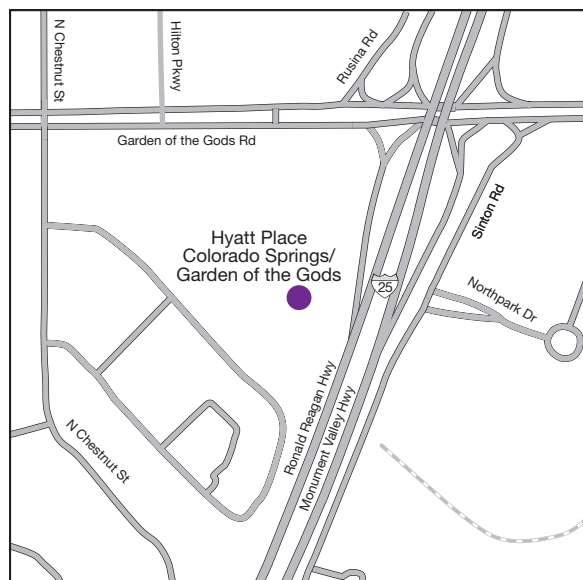 N Chestnut St
Hilton Pkwy
Rusina Rd
Garden of the Gods Rd
Sinton Rd
Hyatt Place
Colorado Springs/
Garden of the Gods
25
Northpark Dr
Ronald Reagan Hwy
Monument Valley Hwy
N Chestnut St